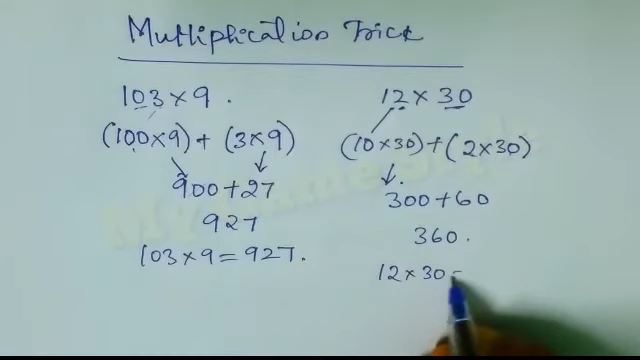 Multiplication Trick
103 × 9.
(100×9) + (3×9)
900 + 27
927
103 × 9 = 927.
12 × 30
(10×30) + (2×30)
300 + 60
360.
12 × 30 =